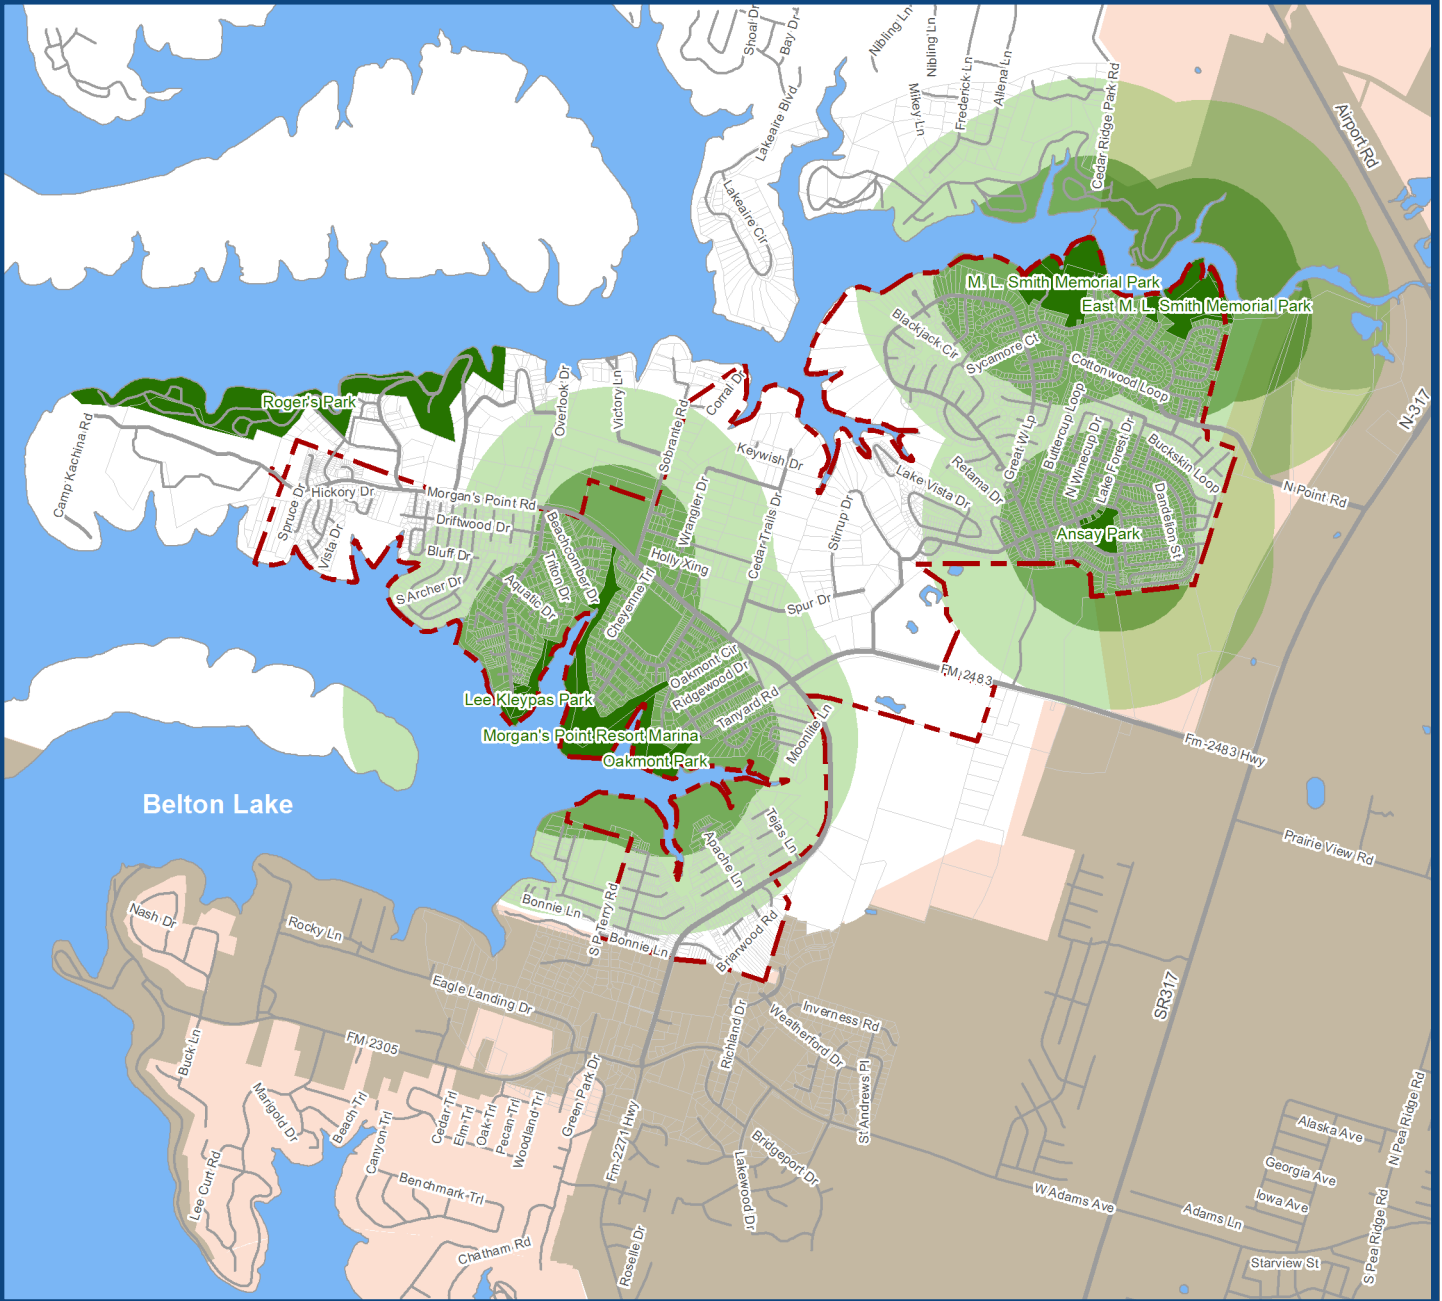 Shoal Dr
Bay Dr
Nibling Ln
Nibling Ln
Mikey Ln
Frederick Ln
Allena Ln
Cedar Ridge Park Rd
Airport Rd
Lakeaire Blvd
Lakeaire Cir
M. L. Smith Memorial Park
East M. L. Smith Memorial Park
Blackjack Cir
Sycamore Ct
Cottonwood Loop
N-317
Roger's Park
Camp Kachina Rd
Overlook Dr
Victory Ln
Corral Dr
Sobrante Rd
Keywish Dr
Great W Lp
Buttercup Loop
N Winecup Dr
Lake Forest Dr
Buckskin Loop
N Point Rd
Lake Vista Dr
Retama Dr
Dandelion St
Ansay Park
Spruce Dr
Hickory Dr
Vista Dr
Morgan's Point Rd
Driftwood Dr
Bluff Dr
S Archer Dr
Beachcomber Dr
Triton Dr
Aquatic Dr
Wrangler Dr
Holly Xing
Cheyenne Trl
Cedar Trails Dr
Stirrup Dr
Spur Dr
FM 2483
Oakmont Cir
Ridgewood Dr
Tanyard Rd
Moonlite Ln
Lee Kleypas Park
Morgan's Point Resort Marina
Oakmont Park
Fm-2483 Hwy
Belton Lake
Tejas Ln
Apache Ln
Prairie View Rd
Bonnie Ln
S P Terry Rd
Bonnie Ln
Briarwood Rd
Nash Dr
Rocky Ln
Eagle Landing Dr
SR317
Inverness Rd
Weatherford Dr
Richland Dr
FM 2305
Buck Ln
Marigold Dr
Beach Trl
Canyon Trl
Cedar Trl
Elm Trl
Oak Trl
Pecan Trl
Woodland Trl
Green Park Dr
Fm-2271 Hwy
St Andrews Pl
Bridgeport Dr
Lakewood Dr
Lee Curt Rd
Benchmark Trl
Chatham Rd
Roselle Dr
W Adams Ave
Adams Ln
Alaska Ave
Georgia Ave
Iowa Ave
N Pea Ridge Rd
S Pea Ridge Rd
Starview St